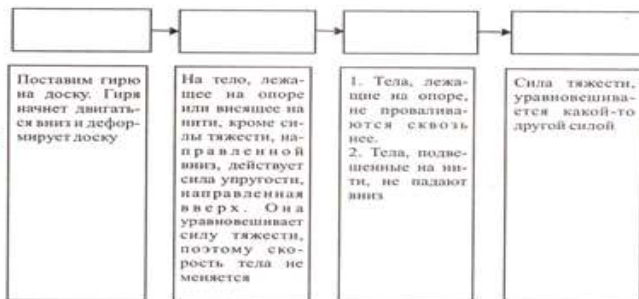 Поставим гирю
на доску. Гиря
начнет двигать-
ся вниз и дефор-
мирует доску
На тело, лежа-
щее на опоре
или висящее на
нити, кроме си-
лы тяжести, на-
правленной
вниз, действует
сила упругости,
направленная
вверх. Она
уравновешивает
силу тяжести,
поэтому ско-
рость тела не
меняется
1. Тела, лежа-
щие на опоре,
не провалива-
ются сквозь
нее.
2. Тела, подве-
шенные на ни-
ти, не падают
вниз
Сила тяжести,
уравновешива-
ется какой-то
другой силой